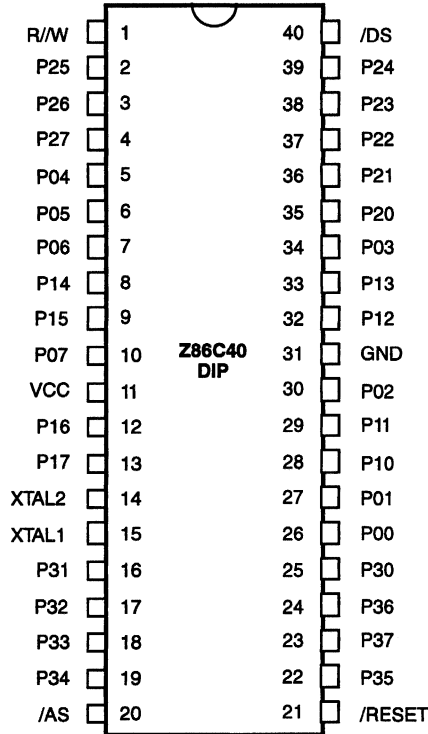 R//W 1 40 /DS
P25 2 39 P24
P26 3 38 P23
P27 4 37 P22
P04 5 36 P21
P05 6 35 P20
P06 7 34 P03
P14 8 33 P13
P15 9 32 P12
P07 10 Z86C40 31 GND
DIP
VCC 11 30 P02
P16 12 29 P11
P17 13 28 P10
XTAL2 14 27 P01
XTAL1 15 26 P00
P31 16 25 P30
P32 17 24 P36
P33 18 23 P37
P34 19 22 P35
/AS 20 21 /RESET